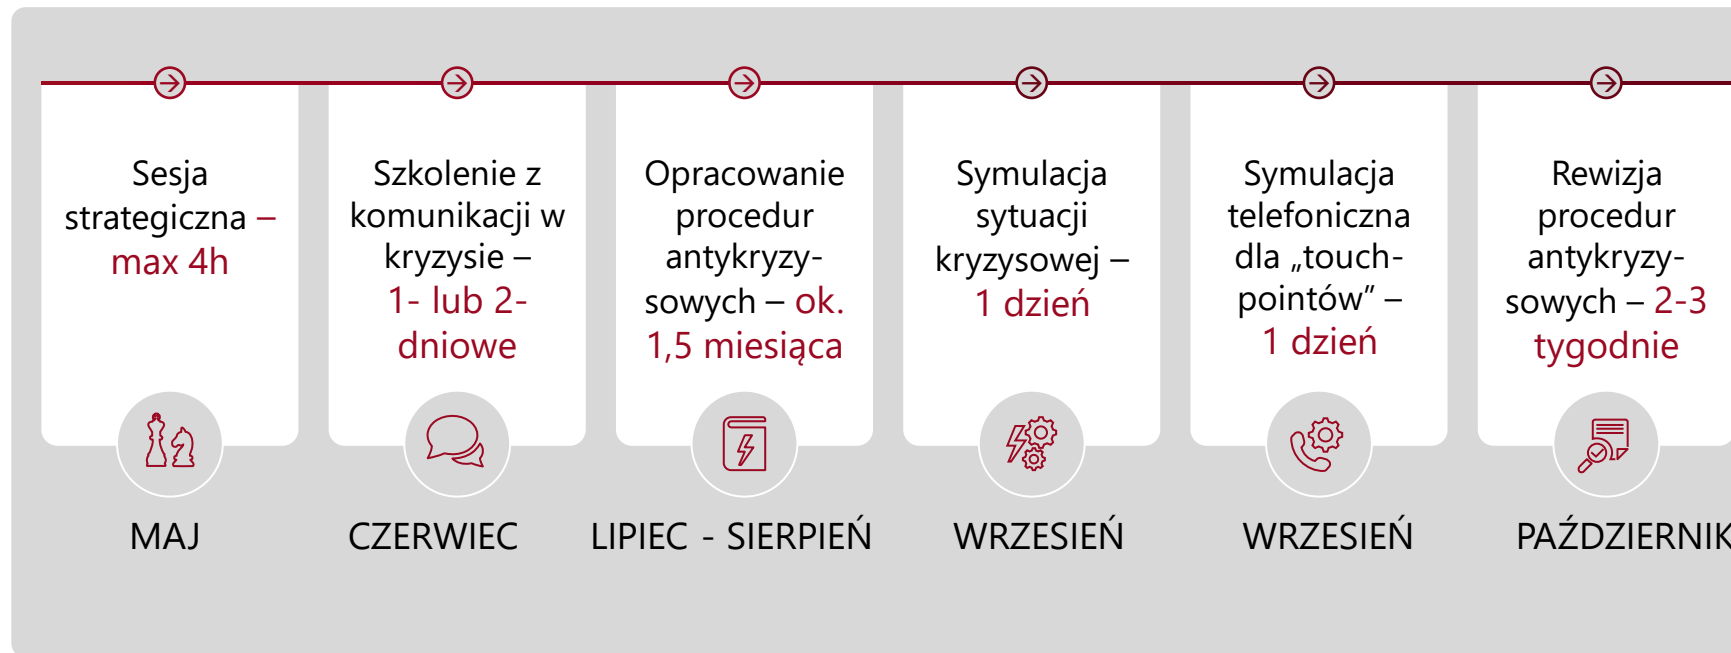 Sesja
strategiczna –
max 4h
Szkolenie z
komunikacji w
kryzysie –
1- lub 2-
dniowe
Opracowanie
procedur
antykryzy-
sowych – ok.
1,5 miesiąca
Symulacja
sytuacji
kryzysowej –
1 dzień
Symulacja
telefoniczna
dla „touch-
pointów” –
1 dzień
Rewizja
procedur
antykryzy-
sowych – 2-3
tygodnie
MAJ
CZERWIEC
LIPIEC - SIERPIEŃ
WRZESIEŃ
WRZESIEŃ
PAŹDZIERNIK